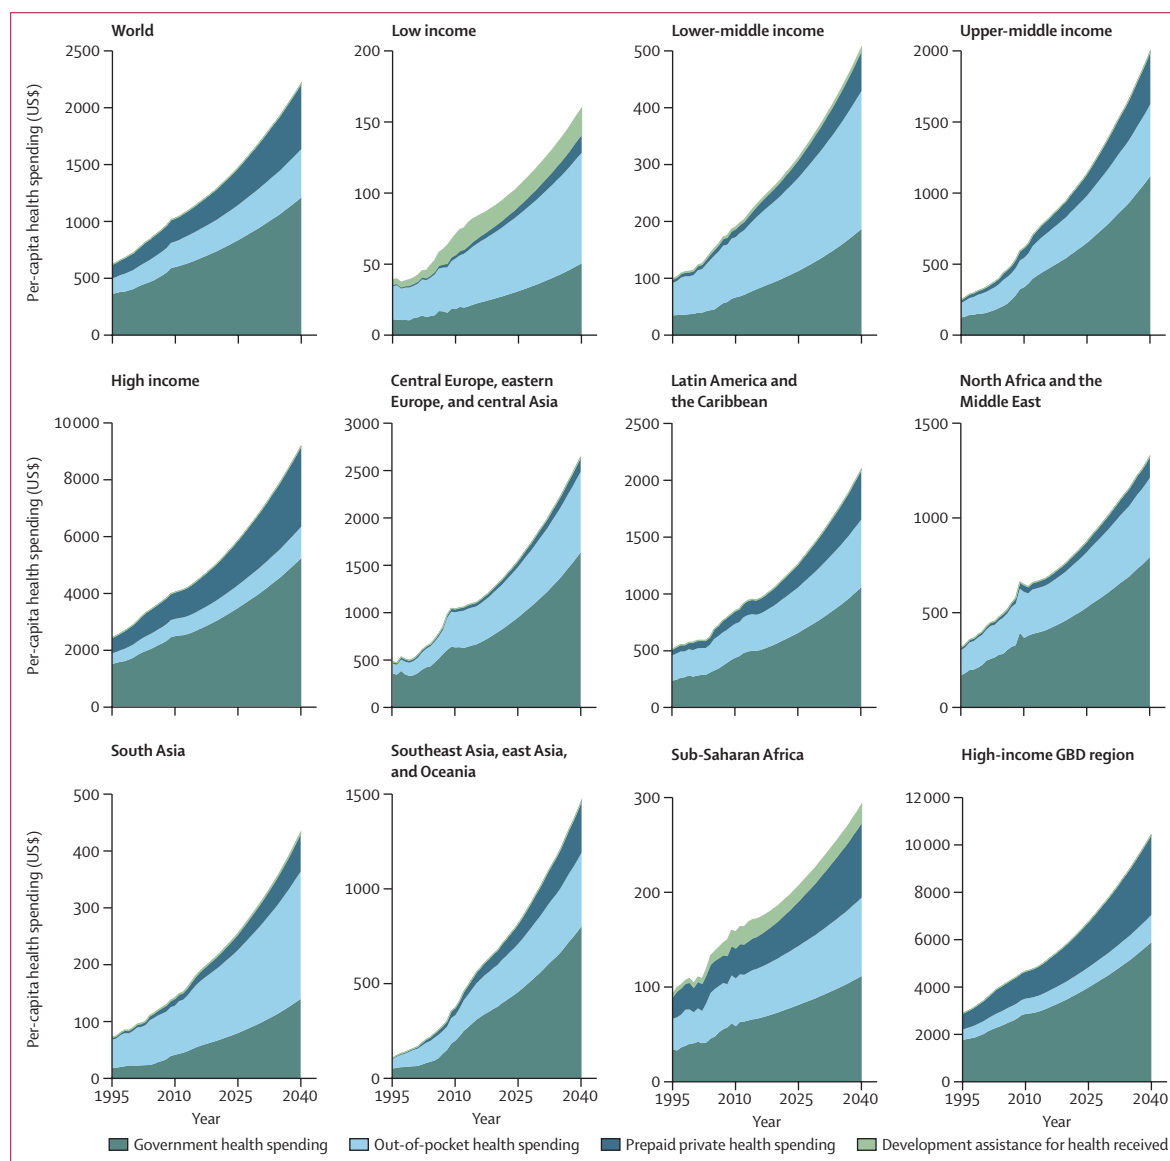 World
Low income
Lower-middle income
Upper-middle income
Per-capita health spending (US$)
2500
2000
1500
1000
500
0
200
150
100
50
0
500
400
300
200
100
0
2000
1500
1000
500
0
High income
Central Europe, eastern
Europe, and central Asia
Latin America and
the Caribbean
North Africa and the
Middle East
Per-capita health spending (US$)
10000
8000
6000
4000
2000
0
3000
2500
2000
1500
1000
500
0
2500
2000
1500
1000
500
0
1500
1000
500
0
South Asia
Southeast Asia, east Asia,
and Oceania
Sub-Saharan Africa
High-income GBD region
Per-capita health spending (US$)
500
400
300
200
100
0
1995 2010 2025 2040
Year
1500
1000
500
0
1995 2010 2025 2040
Year
300
200
100
0
1995 2010 2025 2040
Year
12 000
10 000
8000
6000
4000
2000
0
1995 2010 2025 2040
Year
Government health spending
Out-of-pocket health spending
Prepaid private health spending
Development assistance for health received